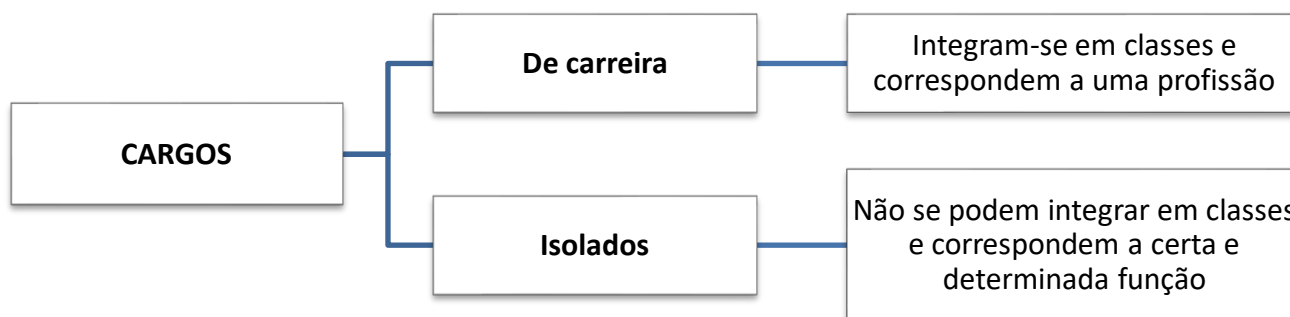 CARGOS
De carreira
Integram-se em classes e
correspondem a uma profissão
Isolados
Não se podem integrar em classes
e correspondem a certa e
determinada função